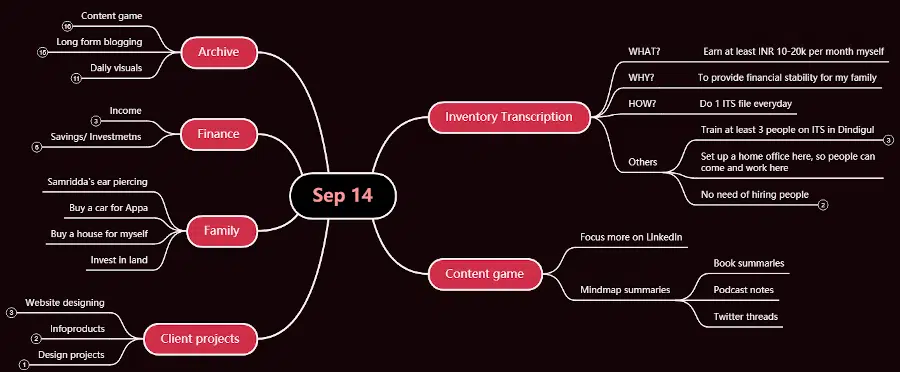 Sep 14
Archive
Content game
16
Long form blogging
15
Daily visuals
11
Finance
Income
3
Savings/ Investmetns
5
Family
Samridda's ear piercing
Buy a car for Appa
Buy a house for myself
Invest in land
Client projects
Website designing
3
Infoproducts
2
Design projects
1
Inventory Transcription
WHAT? Earn at least INR 10-20k per month myself
WHY? To provide financial stability for my family
HOW? Do 1 ITS file everyday
Others
Train at least 3 people on ITS in Dindigul
3
Set up a home office here, so people can
come and work here
No need of hiring people
2
Content game
Focus more on LInkedIn
Mindmap summaries
Book summaries
Podcast notes
Twitter threads